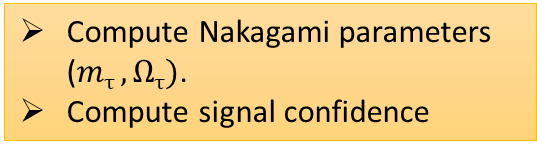 ➢ Compute Nakagami parameters
(m_τ , Ω_τ).
➢ Compute signal confidence